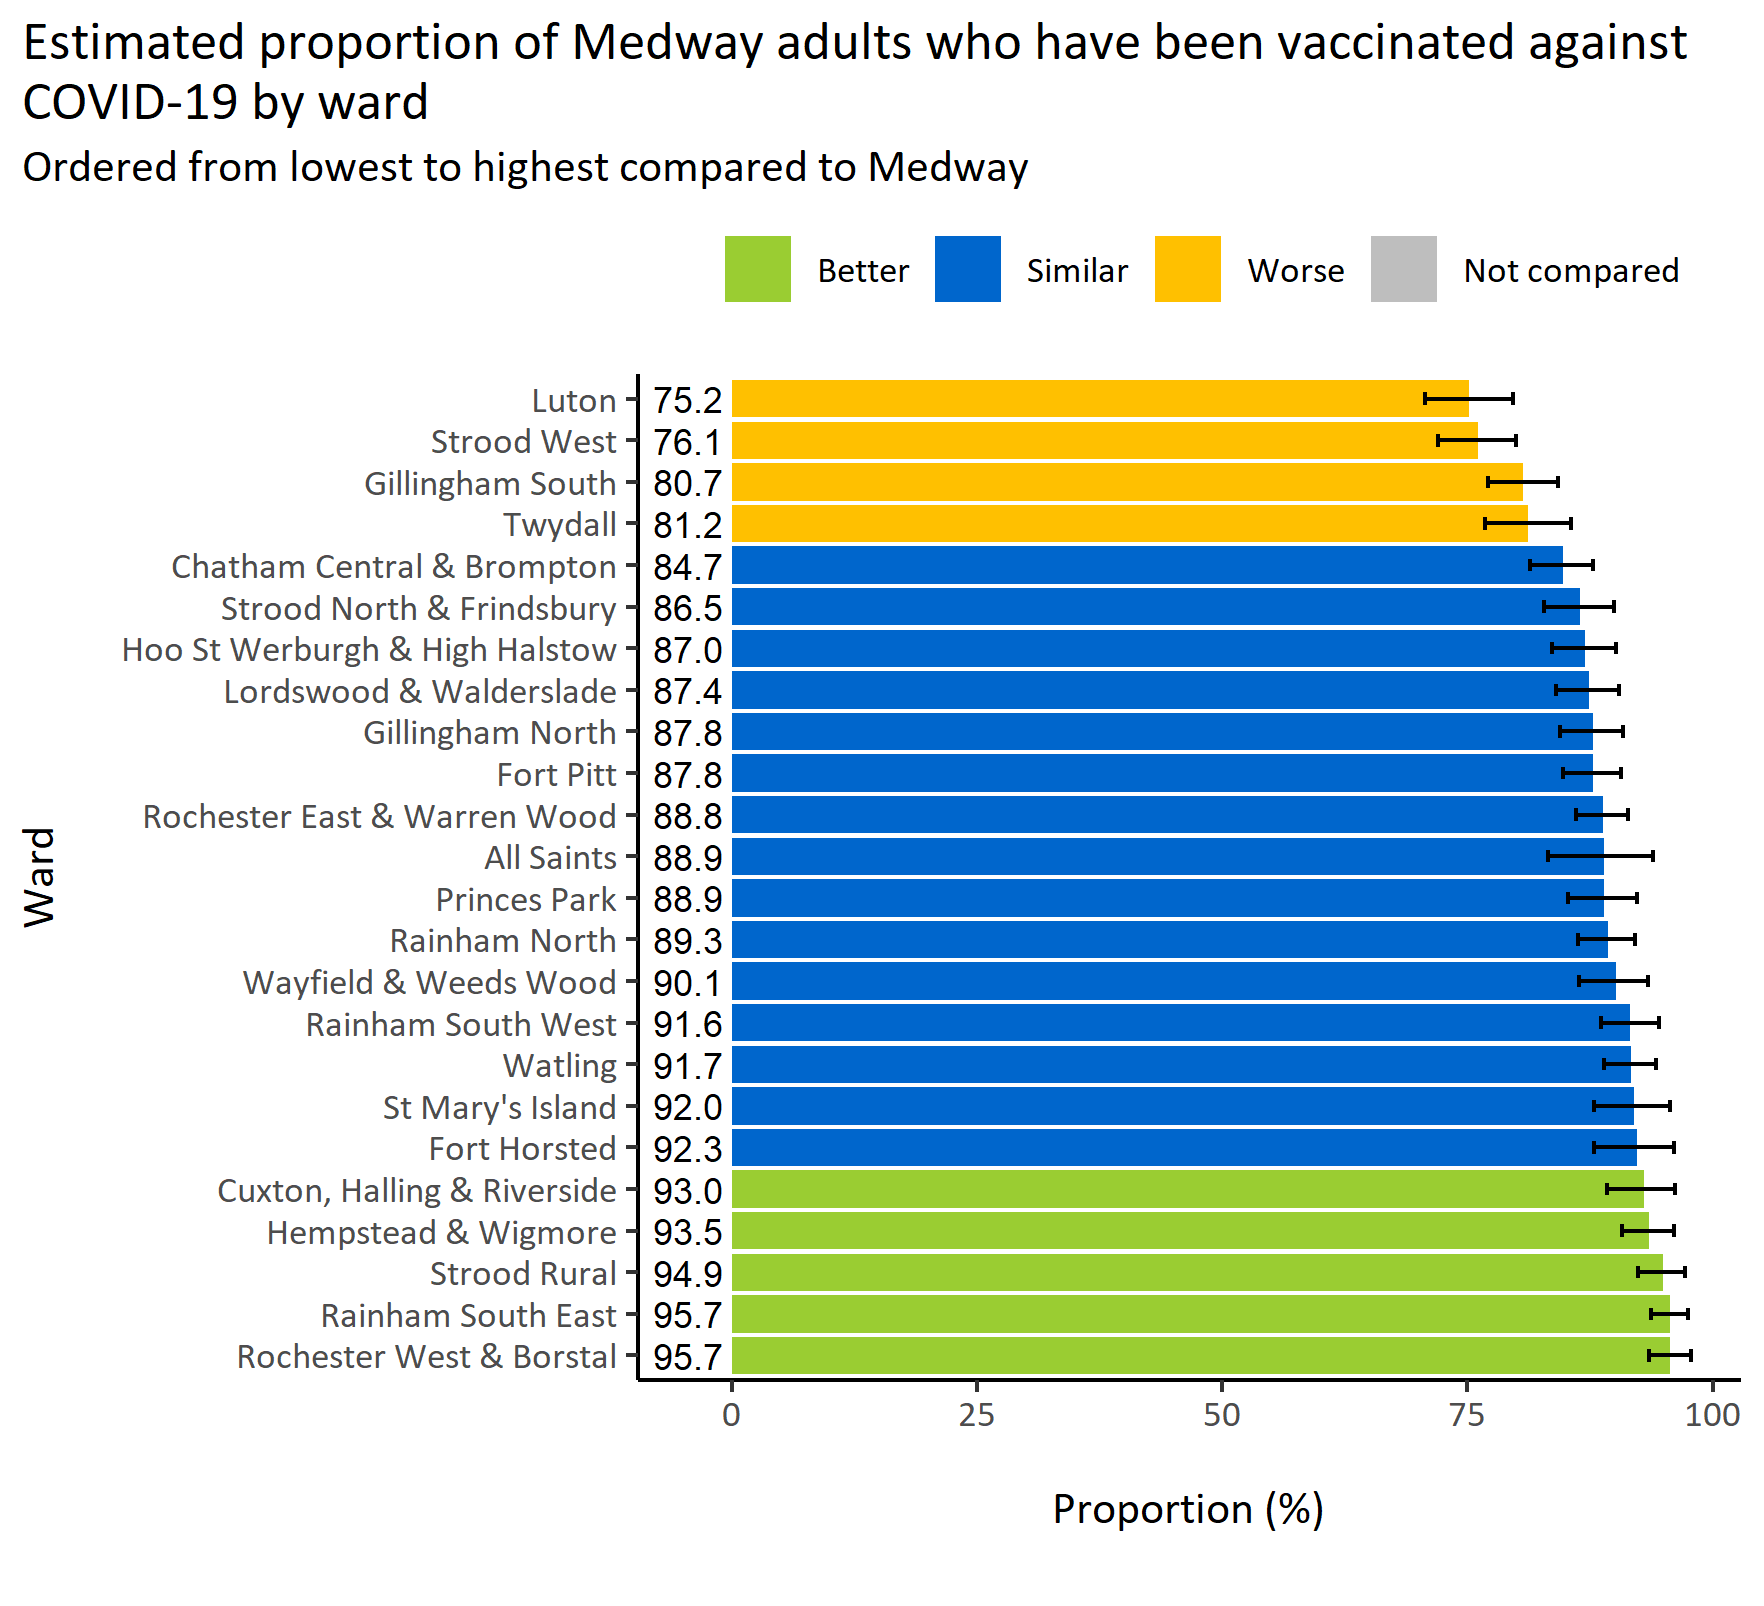 Estimated proportion of Medway adults who have been vaccinated against
COVID-19 by ward
Ordered from lowest to highest compared to Medway
Better Similar Worse Not compared
Luton 75.2
Strood West 76.1
Gillingham South 80.7
Twydall 81.2
Chatham Central & Brompton 84.7
Strood North & Frindsbury 86.5
Hoo St Werburgh & High Halstow 87.0
Lordswood & Walderslade 87.4
Gillingham North 87.8
Fort Pitt 87.8
Rochester East & Warren Wood 88.8
All Saints 88.9
Princes Park 88.9
Rainham North 89.3
Wayfield & Weeds Wood 90.1
Rainham South West 91.6
Watling 91.7
St Mary's Island 92.0
Fort Horsted 92.3
Cuxton, Halling & Riverside 93.0
Hempstead & Wigmore 93.5
Strood Rural 94.9
Rainham South East 95.7
Rochester West & Borstal 95.7
Ward
0 25 50 75 100
Proportion (%)